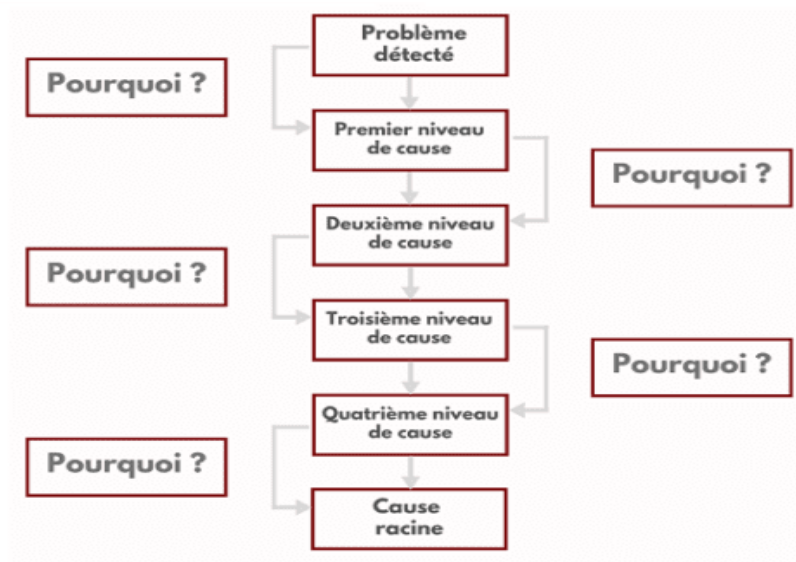 Problème
détecté
Pourquoi ?
Premier niveau
de cause
Pourquoi ?
Deuxième niveau
de cause
Pourquoi ?
Troisième niveau
de cause
Pourquoi ?
Quatrième niveau
de cause
Pourquoi ?
Cause
racine